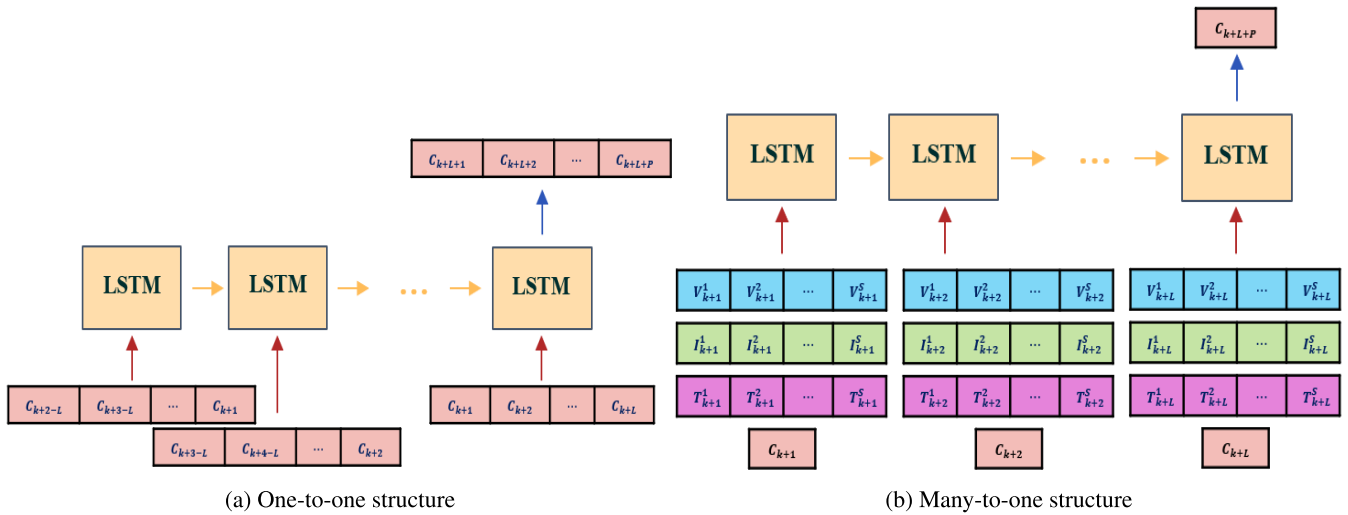 C_{k+L+P}
LSTM LSTM ... LSTM
C_{k+L+1} C_{k+L+2} ... C_{k+L+P}
LSTM LSTM ... LSTM
V^1_{k+1} V^2_{k+1} ... V^S_{k+1} V^1_{k+2} V^2_{k+2} ... V^S_{k+2} V^1_{k+L} V^2_{k+L} ... V^S_{k+L}
I^1_{k+1} I^2_{k+1} ... I^S_{k+1} I^1_{k+2} I^2_{k+2} ... I^S_{k+2} I^1_{k+L} I^2_{k+L} ... I^S_{k+L}
C_{k+2-L} C_{k+3-L} ... C_{k+1} C_{k+1} C_{k+2} ... C_{k+L}
T^1_{k+1} T^2_{k+1} ... T^S_{k+1} T^1_{k+2} T^2_{k+2} ... T^S_{k+2} T^1_{k+L} T^2_{k+L} ... T^S_{k+L}
C_{k+3-L} C_{k+4-L} ... C_{k+2}
C_{k+1} C_{k+2} C_{k+L}
(a) One-to-one structure
(b) Many-to-one structure